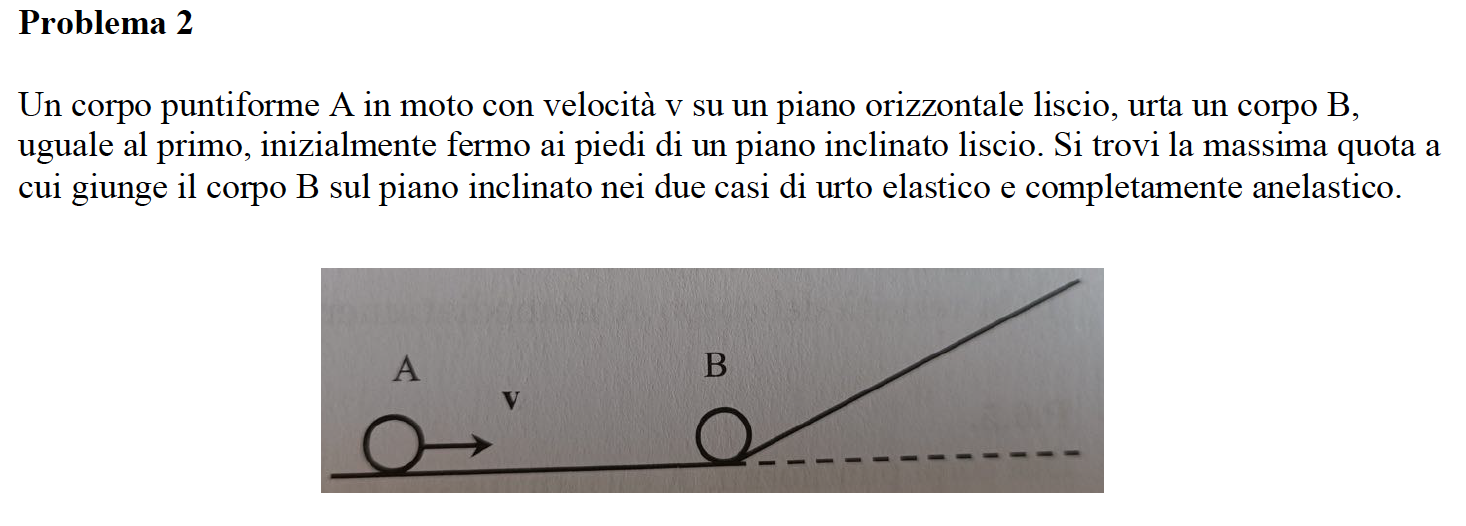 Problema 2
Un corpo puntiforme A in moto con velocità v su un piano orizzontale liscio, urta un corpo B,
uguale al primo, inizialmente fermo ai piedi di un piano inclinato liscio. Si trovi la massima quota a
cui giunge il corpo B sul piano inclinato nei due casi di urto elastico e completamente anelastico.
A
B
v